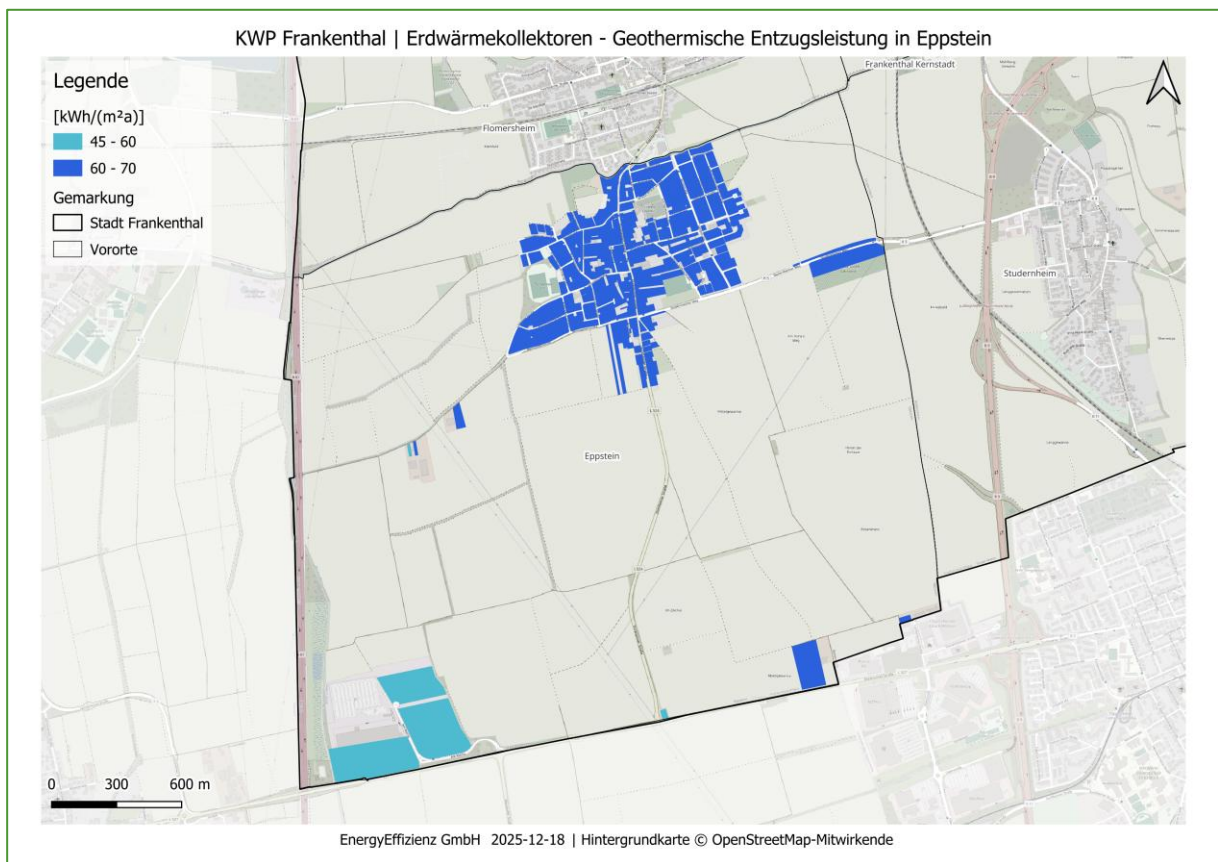 KWP Frankenthal | Erdwärmekollektoren - Geothermische Entzugsleistung in Eppstein
Legende
[kWh/(m²a)]
45 - 60
60 - 70
Gemarkung
Stadt Frankenthal
Vororte
Frankenthal Kernstadt
Flomersheim
Studernheim
Eppstein
0 300 600 m
EnergyEffizienz GmbH 2025-12-18 | Hintergrundkarte © OpenStreetMap-Mitwirkende